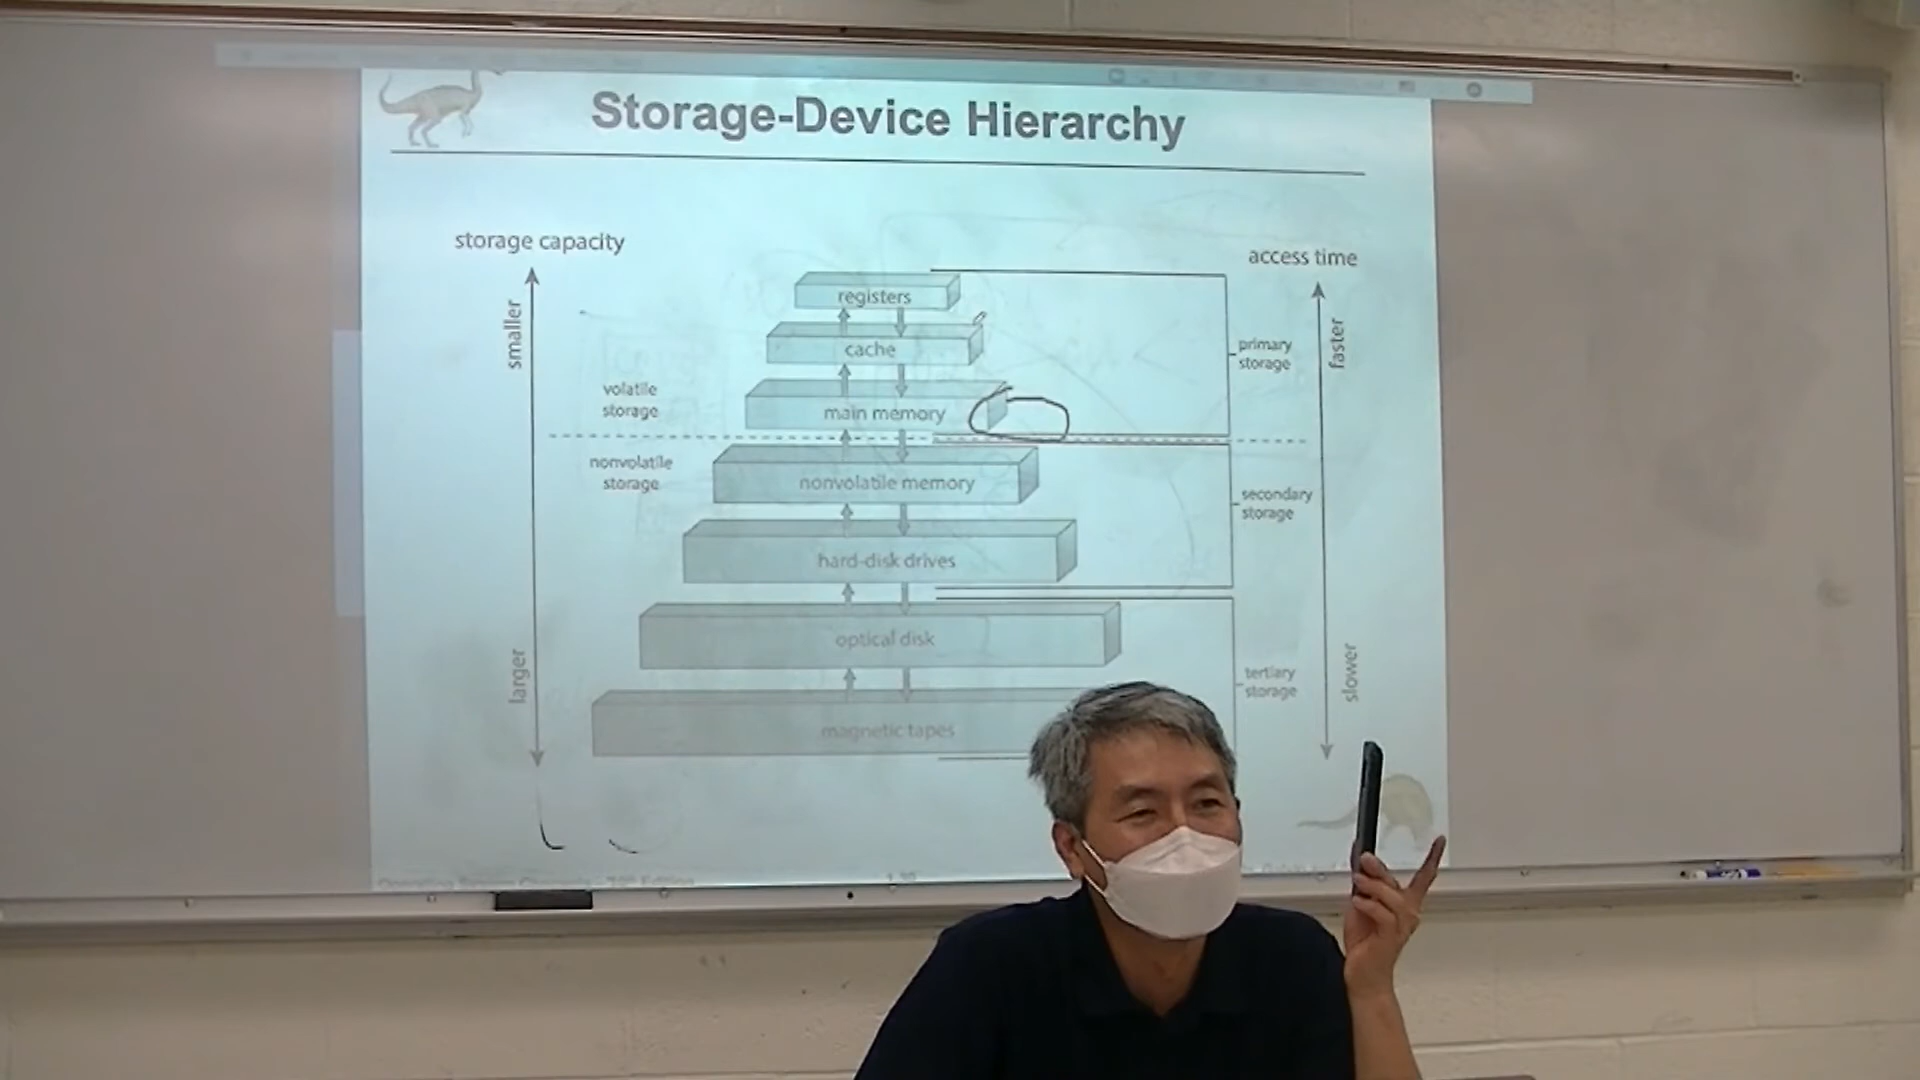 Storage-Device Hierarchy
storage capacity
access time
smaller
larger
registers
cache
main memory
nonvolatile memory
hard-disk drives
optical disk
magnetic tapes
volatile
storage
nonvolatile
storage
primary
storage
secondary
storage
tertiary
storage
faster
slower